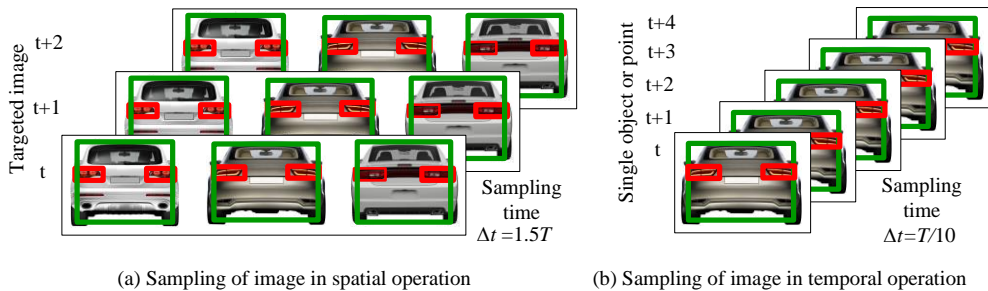 Targeted image
t+2
t+1
t
Sampling
time
Δt =1.5T
(a) Sampling of image in spatial operation
Single object or point
t+4
t+3
t+2
t+1
t
Sampling
time
Δt=T/10
(b) Sampling of image in temporal operation